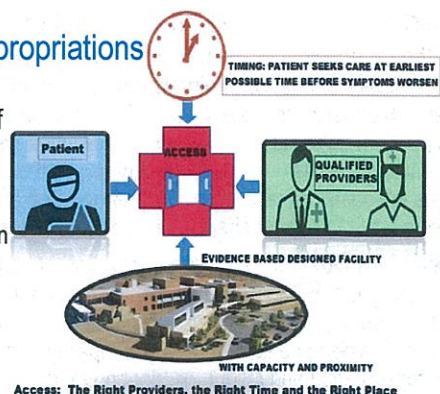 propriations
TIMING: PATIENT SEEKS CARE AT EARLIEST
POSSIBLE TIME BEFORE SYMPTOMS WORSEN
f
Patient
ACCESS
QUALIFIED
PROVIDERS
n
EVIDENCE BASED DESIGNED FACILITY
WITH CAPACITY AND PROXIMITY
Access: The Right Providers, the Right Time and the Right Place